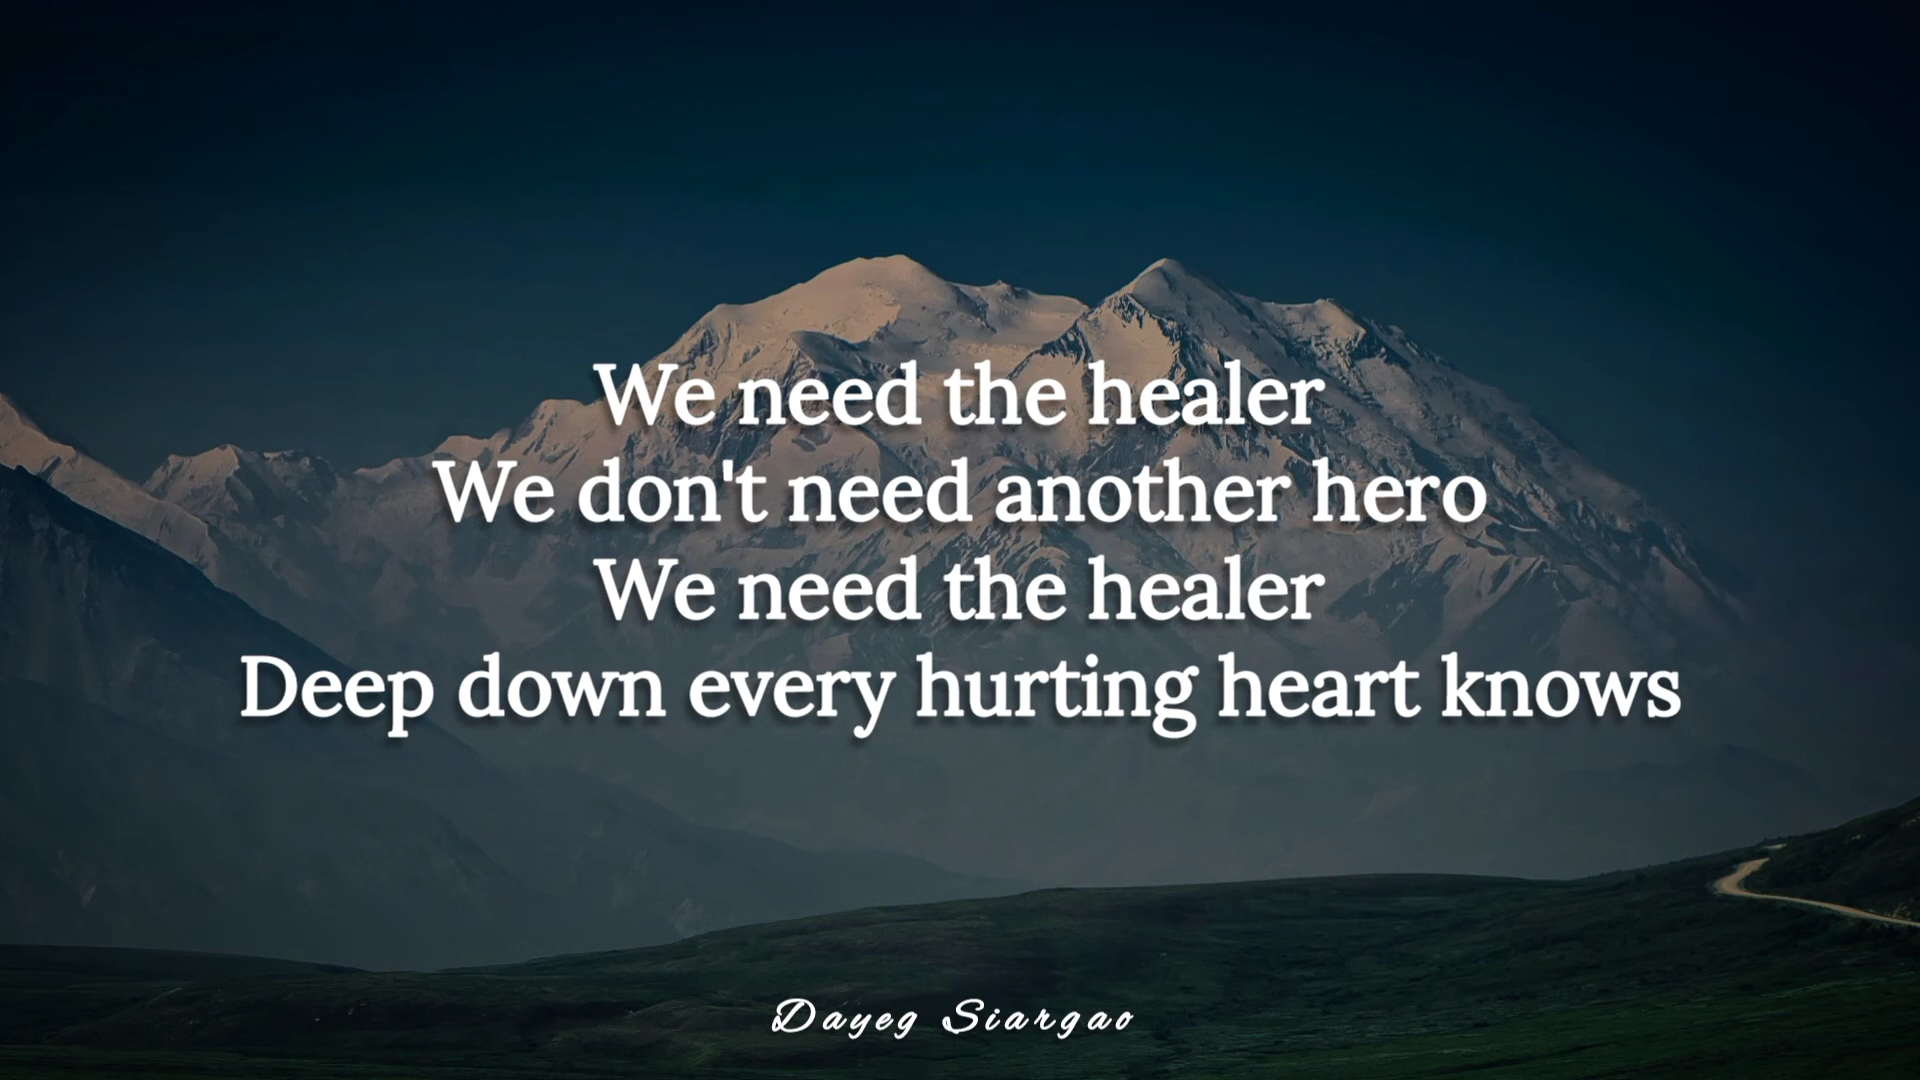 We need the healer
We don't need another hero
We need the healer
Deep down every hurting heart knows
Dayeg Siargao